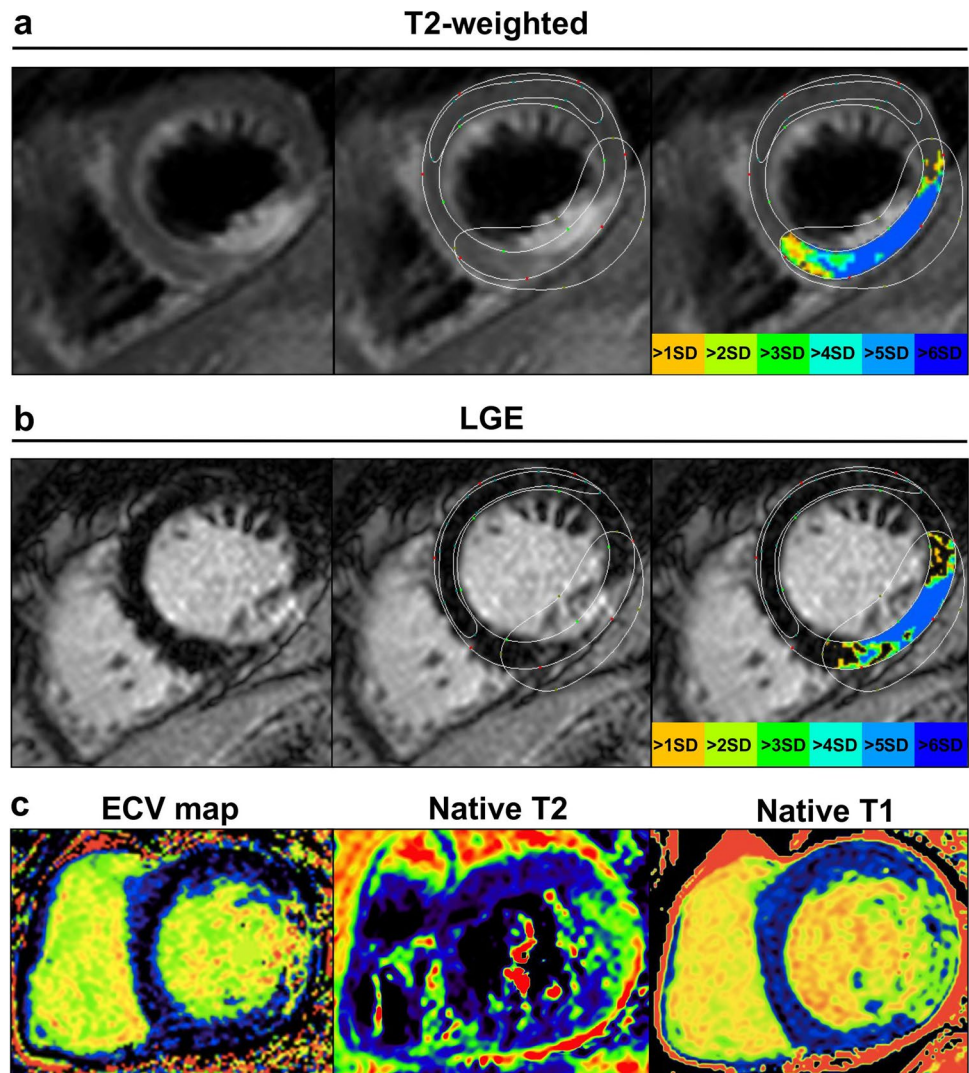 a
T2-weighted
>1SD >2SD >3SD >4SD >5SD >6SD
b
LGE
>1SD >2SD >3SD >4SD >5SD >6SD
c
ECV map Native T2 Native T1